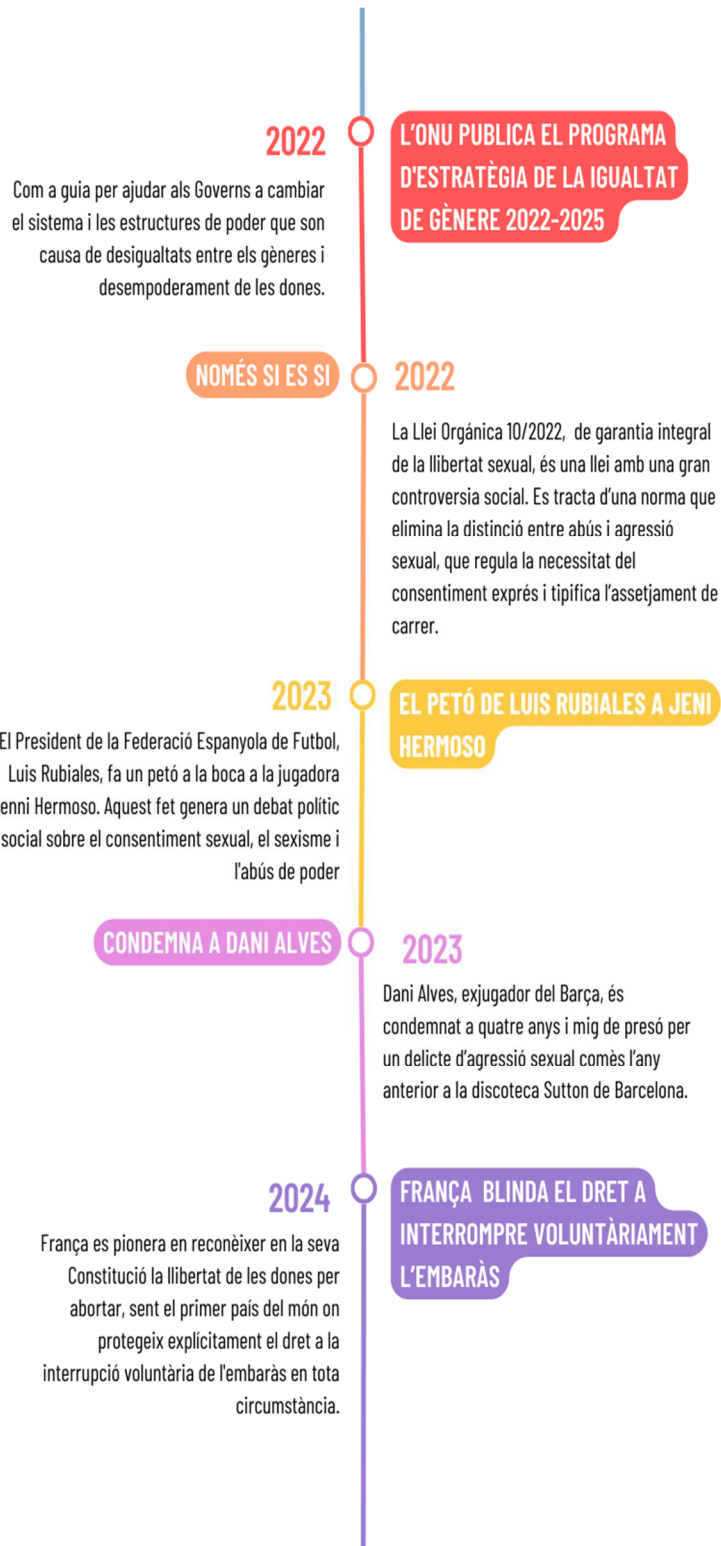 2022
L'ONU PUBLICA EL PROGRAMA
D'ESTRATÈGIA DE LA IGUALTAT
DE GÈNERE 2022-2025
Com a guia per ajudar als Governs a cambiar
el sistema i les estructures de poder que son
causa de desigualtats entre els gèneres i
desempoderament de les dones.
NOMÉS SI ES SI
2022
La Llei Orgánica 10/2022, de garantia integral
de la llibertat sexual, és una llei amb una gran
controversia social. Es tracta d'una norma que
elimina la distinció entre abús i agressió
sexual, que regula la necessitat del
consentiment exprés i tipifica l'assetjament de
carrer.
2023
EL PETÓ DE LUIS RUBIALES A JENI
HERMOSO
El President de la Federació Espanyola de Futbol,
Luis Rubiales, fa un petó a la boca a la jugadora
enni Hermoso. Aquest fet genera un debat polític
social sobre el consentiment sexual, el sexisme i
l'abús de poder
CONDEMNA A DANI ALVES
2023
Dani Alves, exjugador del Barça, és
condemnat a quatre anys i mig de presó per
un delicte d'agressió sexual comès l'any
anterior a la discoteca Sutton de Barcelona.
2024
FRANÇA BLINDA EL DRET A
INTERROMPRE VOLUNTÀRIAMENT
L'EMBARÀS
França es pionera en reconèixer en la seva
Constitució la llibertat de les dones per
abortar, sent el primer país del món on
protegeix explícitament el dret a la
interrupció voluntària de l'embaràs en tota
circumstància.